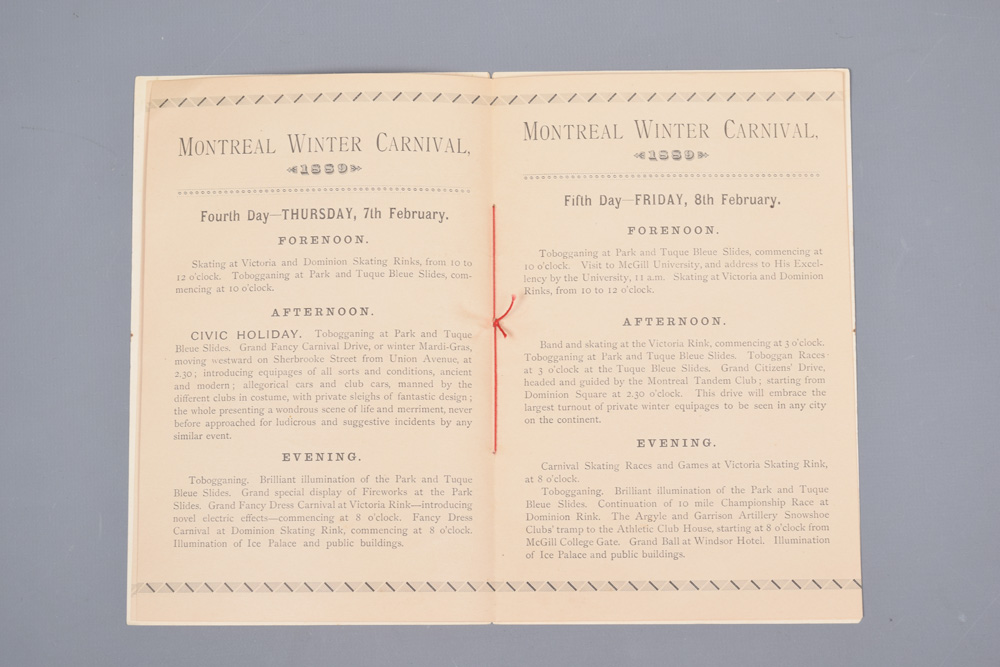 MONTREAL WINTER CARNIVAL,
1889
Fourth Day—THURSDAY, 7th February.
FORENOON.
Skating at Victoria and Dominion Skating Rinks, from 10 to
12 o'clock. Tobogganing at Park and Tuque Bleue Slides, com-
mencing at 10 o'clock.
AFTERNOON.
CIVIC HOLIDAY. Tobogganing at Park and Tuque
Bleue Slides. Grand Fancy Carnival Drive, or winter Mardi-Gras,
moving westward on Sherbrooke Street from Union Avenue, at
2.30; introducing equipages of all sorts and conditions, ancient
and modern; allegorical cars and club cars, manned by the
different clubs in costume, with private sleighs of fantastic design;
the whole presenting a wondrous scene of life and merriment, never
before approached for ludicrous and suggestive incidents by any
similar event.
EVENING.
Tobogganing. Brilliant illumination of the Park and Tuque
Bleue Slides. Grand special display of Fireworks at the Park
Slides. Grand Fancy Dress Carnival at Victoria Rink—introducing
novel electric effects—commencing at 8 o'clock. Fancy Dress
Carnival at Dominion Skating Rink, commencing at 8 o'clock.
Illumination of Ice Palace and public buildings.
MONTREAL WINTER CARNIVAL.
1889
Fifth Day—FRIDAY, 8th February.
FORENOON.
Tobogganing at Park and Tuque Bleue Slides, commencing at
10 o'clock. Visit to McGill University, and address to His Excel-
lency by the University, 11 a.m. Skating at Victoria and Dominion
Rinks, from 10 to 12 o'clock.
AFTERNOON.
Band and skating at the Victoria Rink, commencing at 3 o'clock.
Tobogganing at Park and Tuque Bleue Slides. Toboggan Races
at 3 o'clock at the Tuque Bleue Slides. Grand Citizens' Drive,
headed and guided by the Montreal Tandem Club; starting from
Dominion Square at 2.30 o'clock. This drive will embrace the
largest turnout of private winter equipages to be seen in any city
on the continent.
EVENING.
Carnival Skating Races and Games at Victoria Skating Rink,
at 8 o'clock.
Tobogganing. Brilliant illumination of the Park and Tuque
Bleue Slides. Continuation of 10 mile Championship Race at
Dominion Rink. The Argyle and Garrison Artillery Snowshoe
Clubs' tramp to the Athletic Club House, starting at 8 o'clock from
McGill College Gate. Grand Ball at Windsor Hotel. Illumination
of Ice Palace and public buildings.